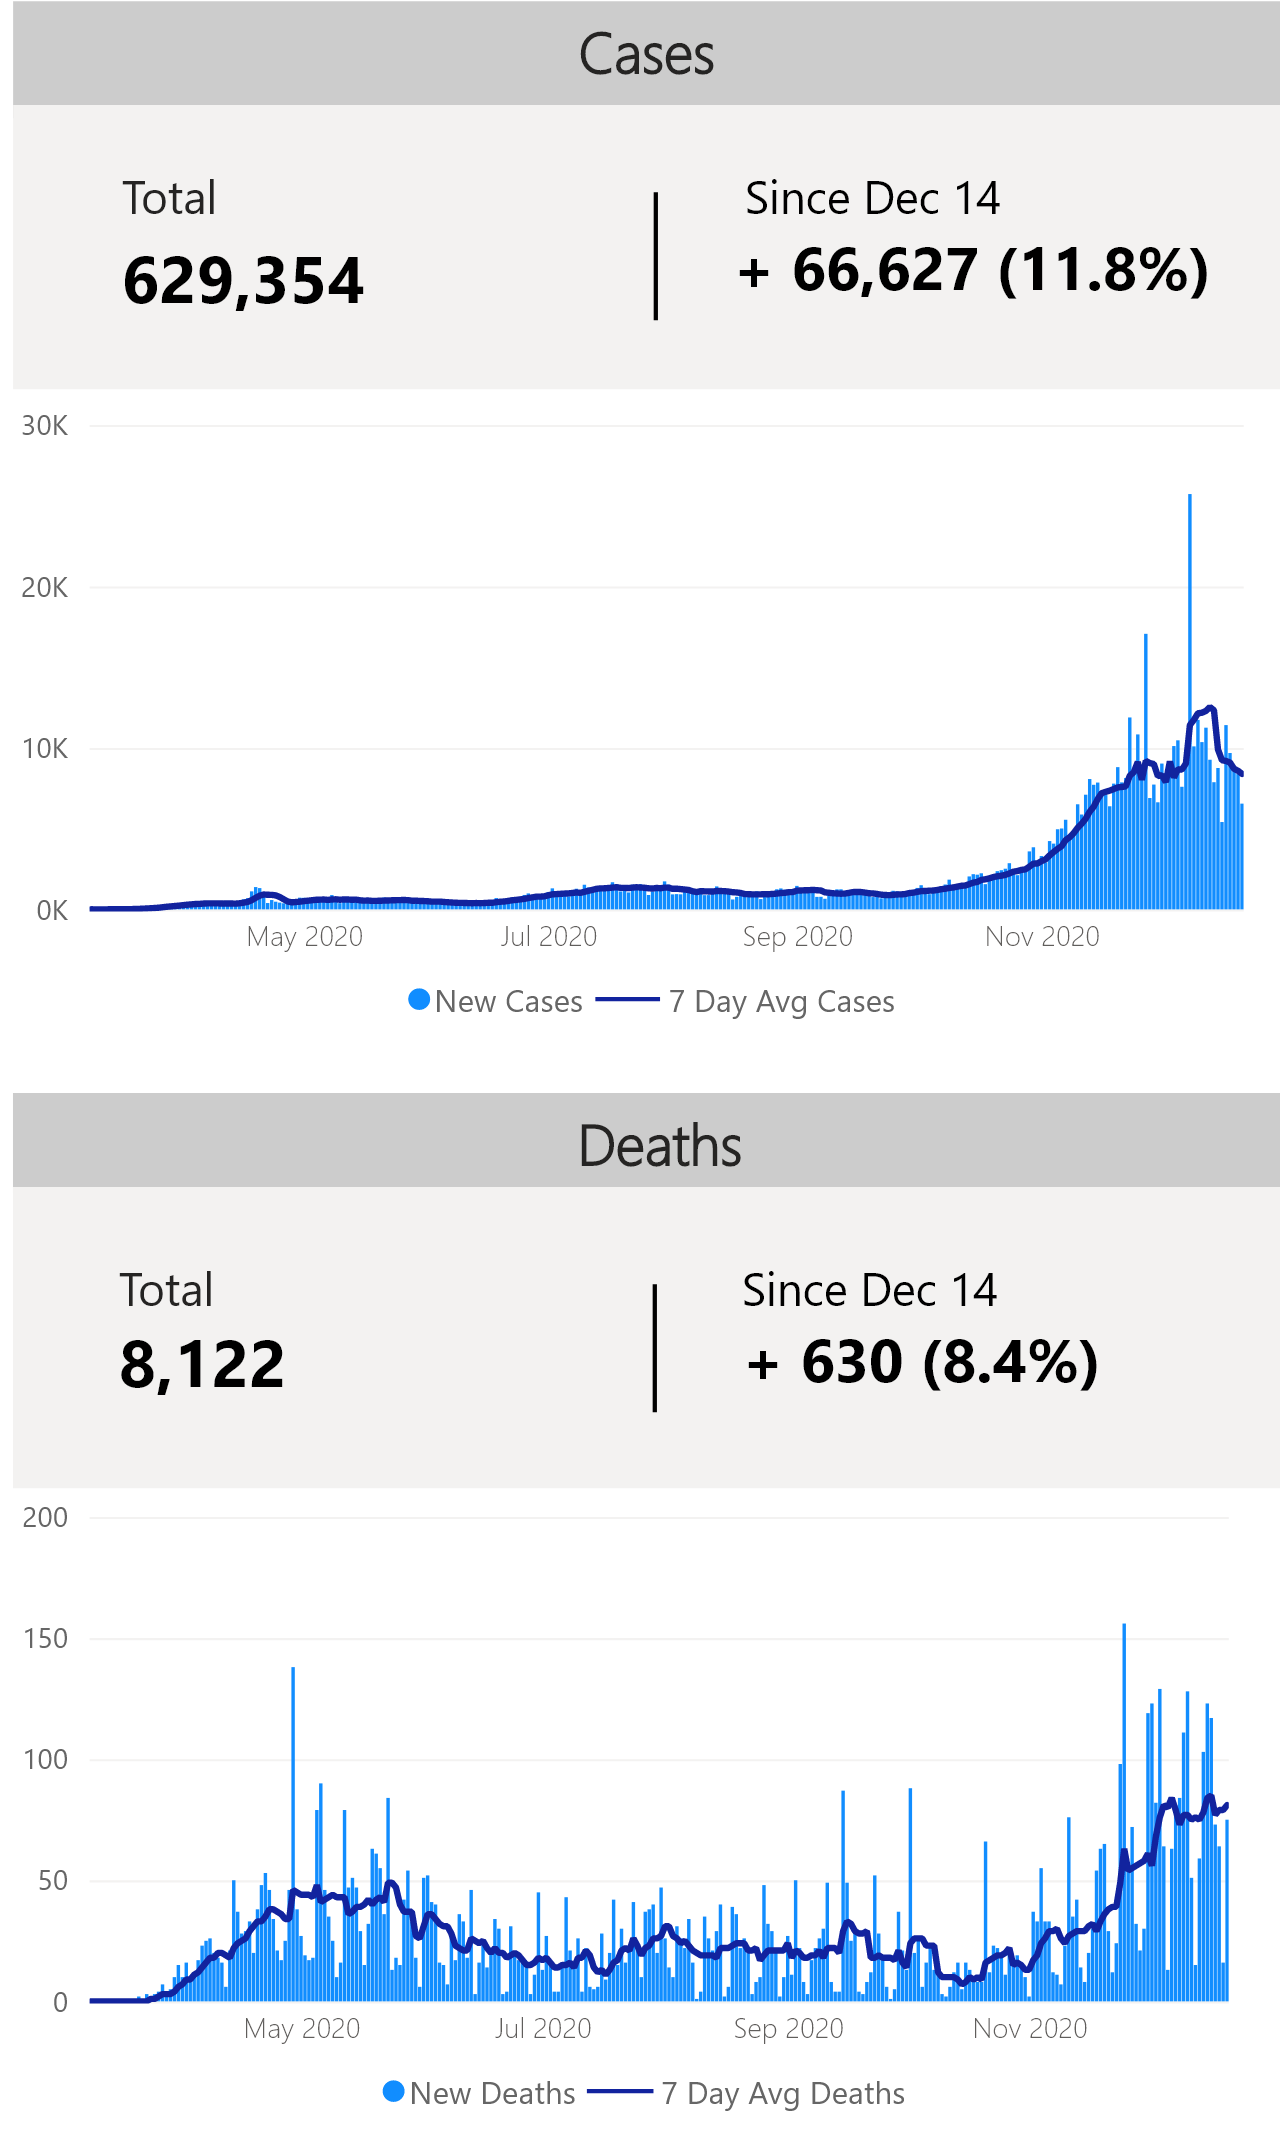 Cases
Total
Since Dec 14
629,354
+ 66,627 (11.8%)
30K
20K
10K
0K
May 2020
Jul 2020
Sep 2020
Nov 2020
New Cases
7 Day Avg Cases
Deaths
Total
Since Dec 14
8,122
+ 630 (8.4%)
200
150
100
50
0
May 2020
Jul 2020
Sep 2020
Nov 2020
New Deaths
7 Day Avg Deaths